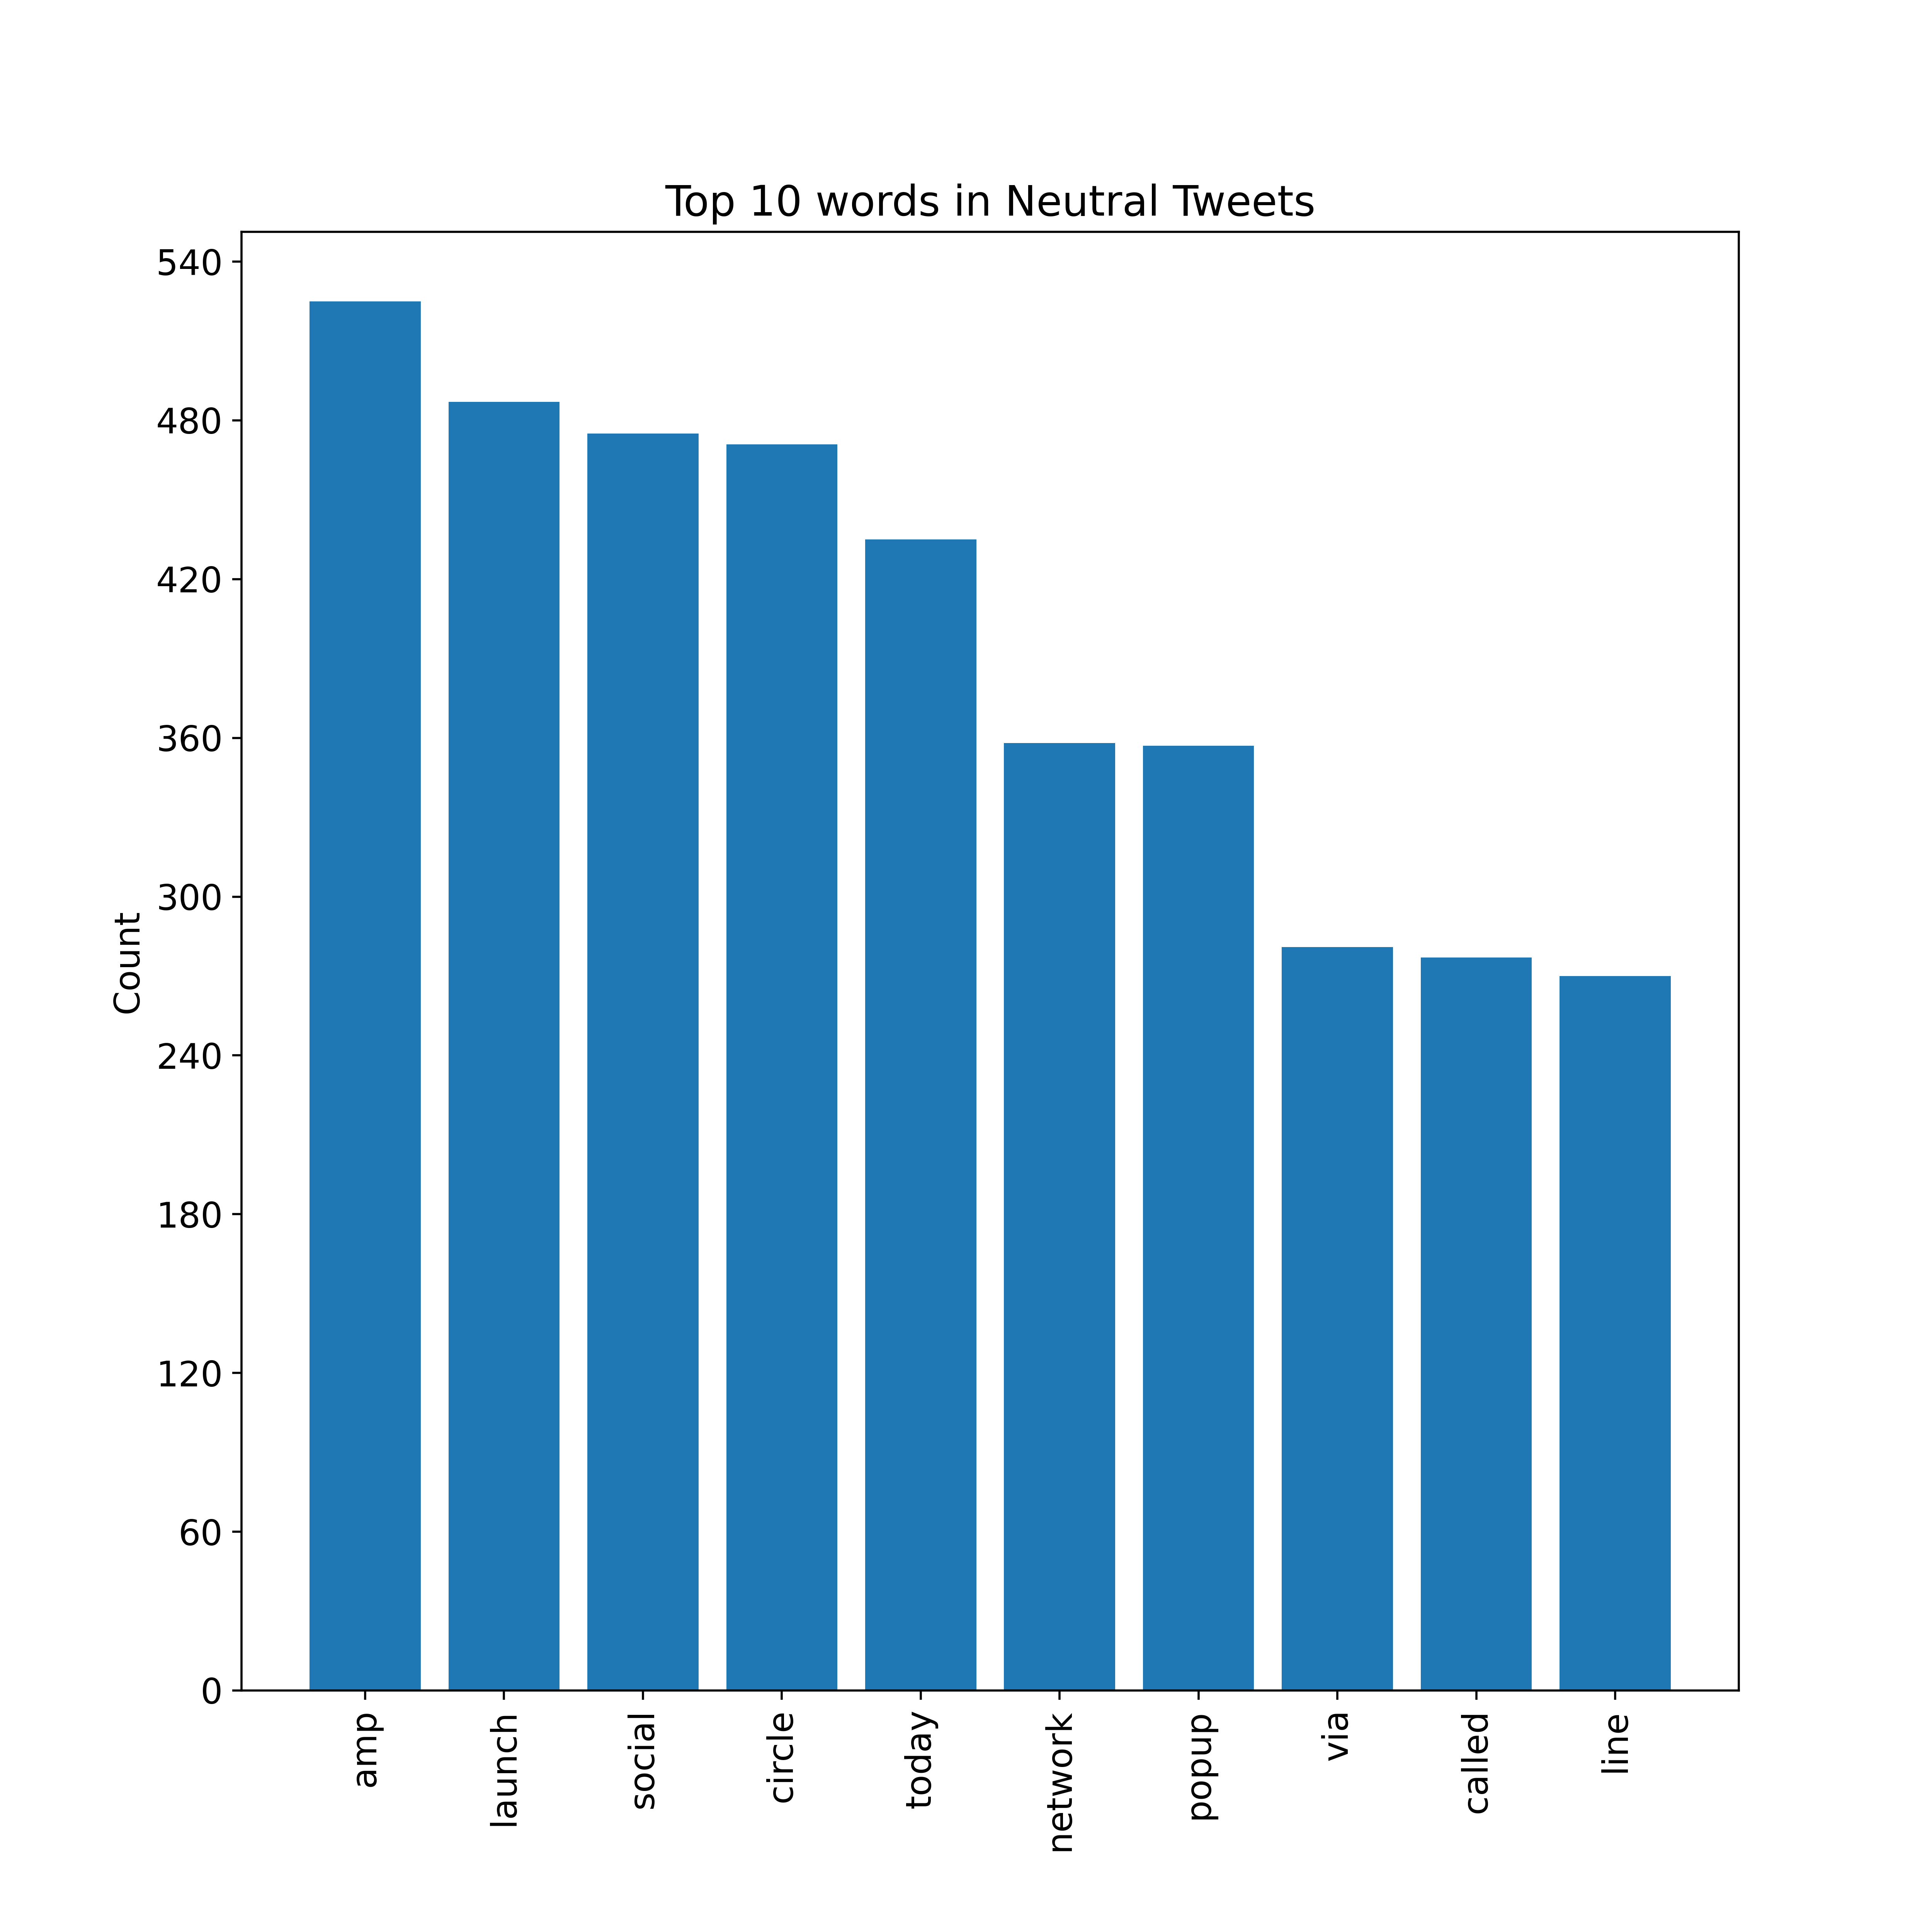 Top 10 words in Neutral Tweets
540
480
420
360
300
240
180
120
60
0
Count
amp
launch
social
circle
today
network
popup
via
called
line